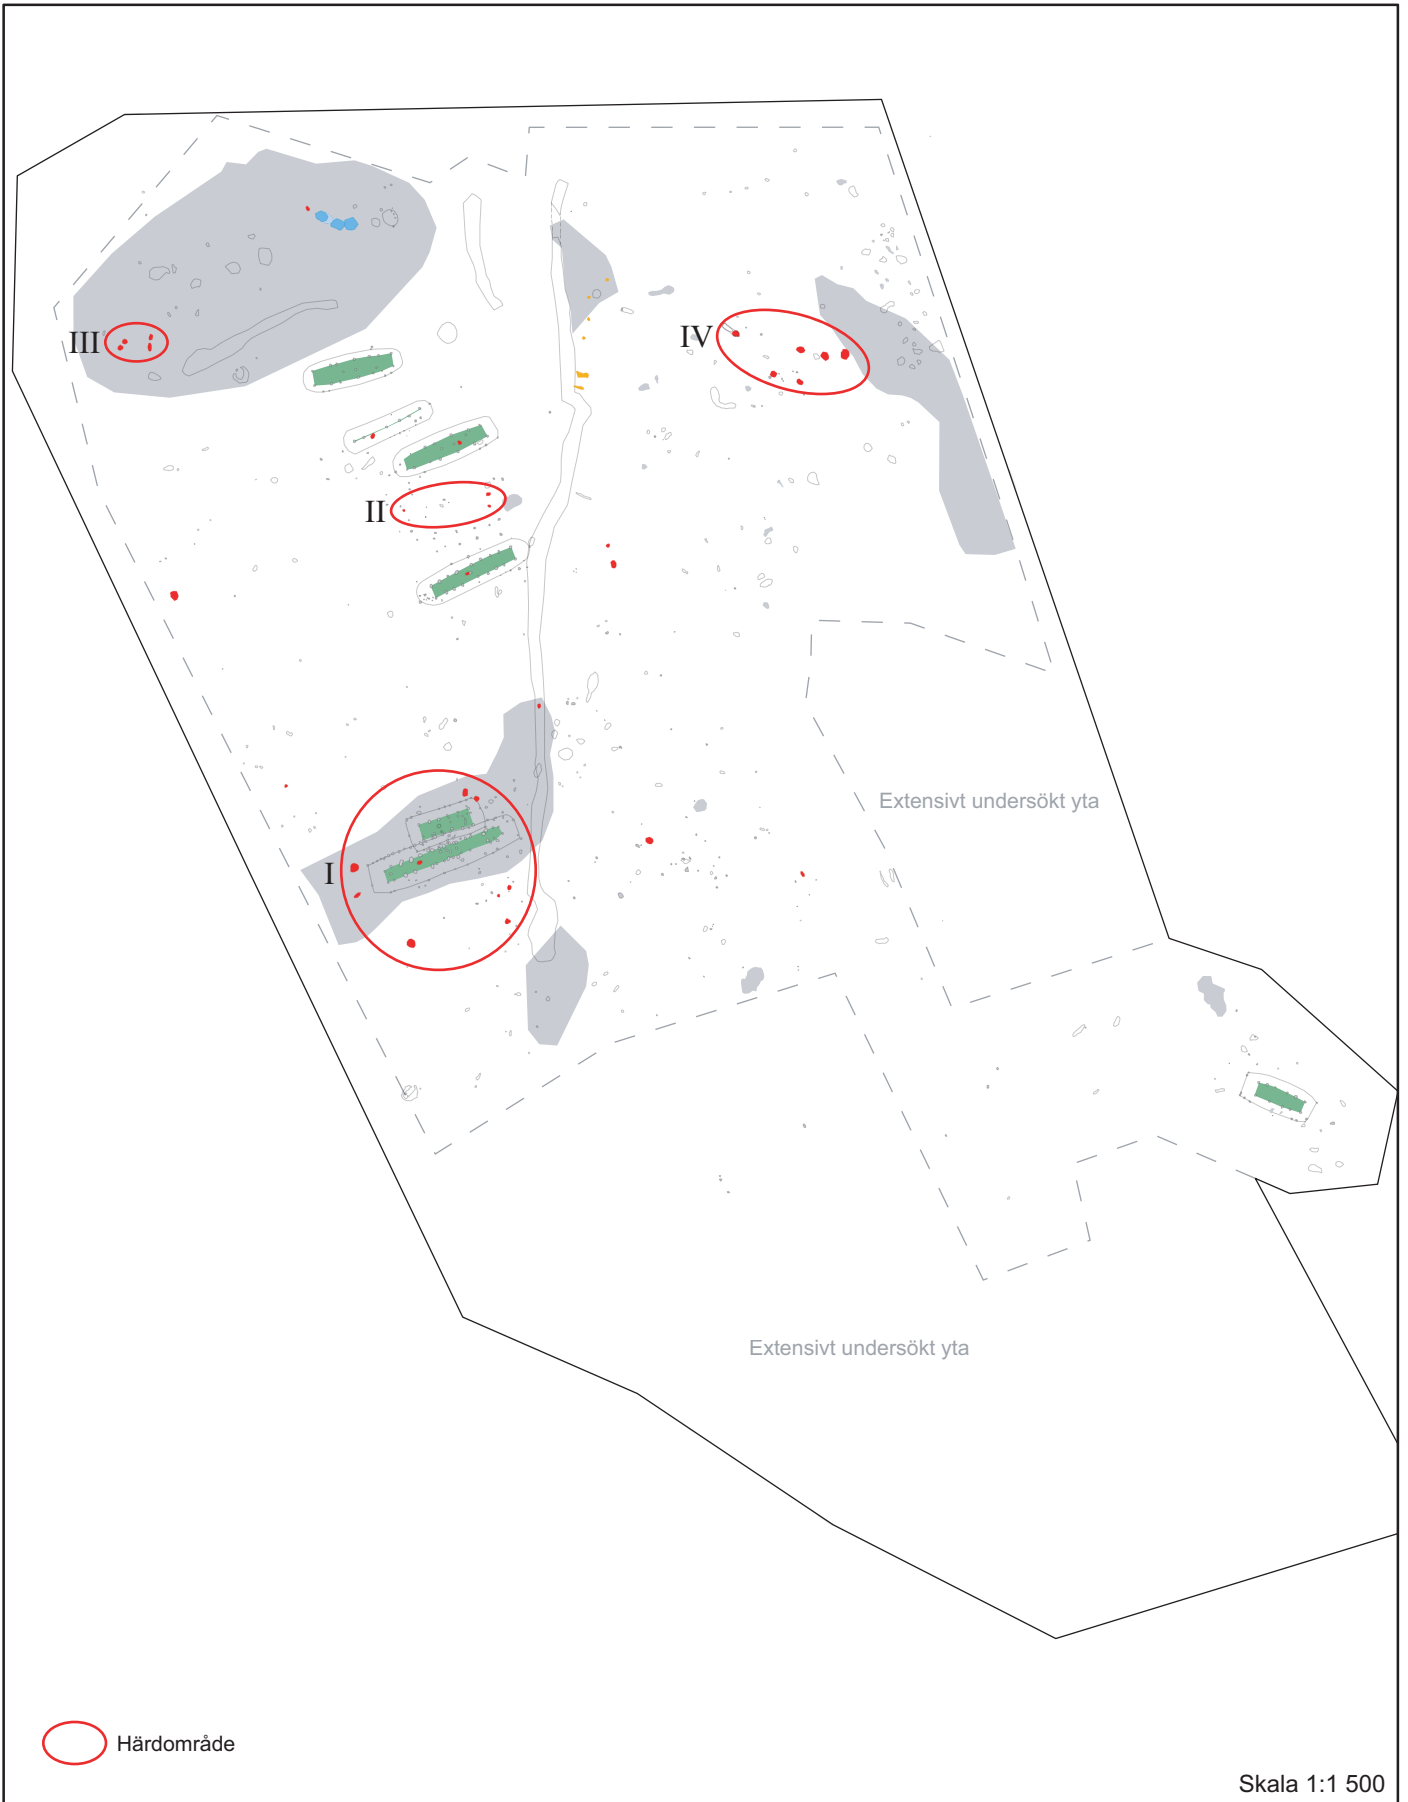 III
IV
II
Extensivt undersökt yta
I
Extensivt undersökt yta
Härdområde
Skala 1:1 500